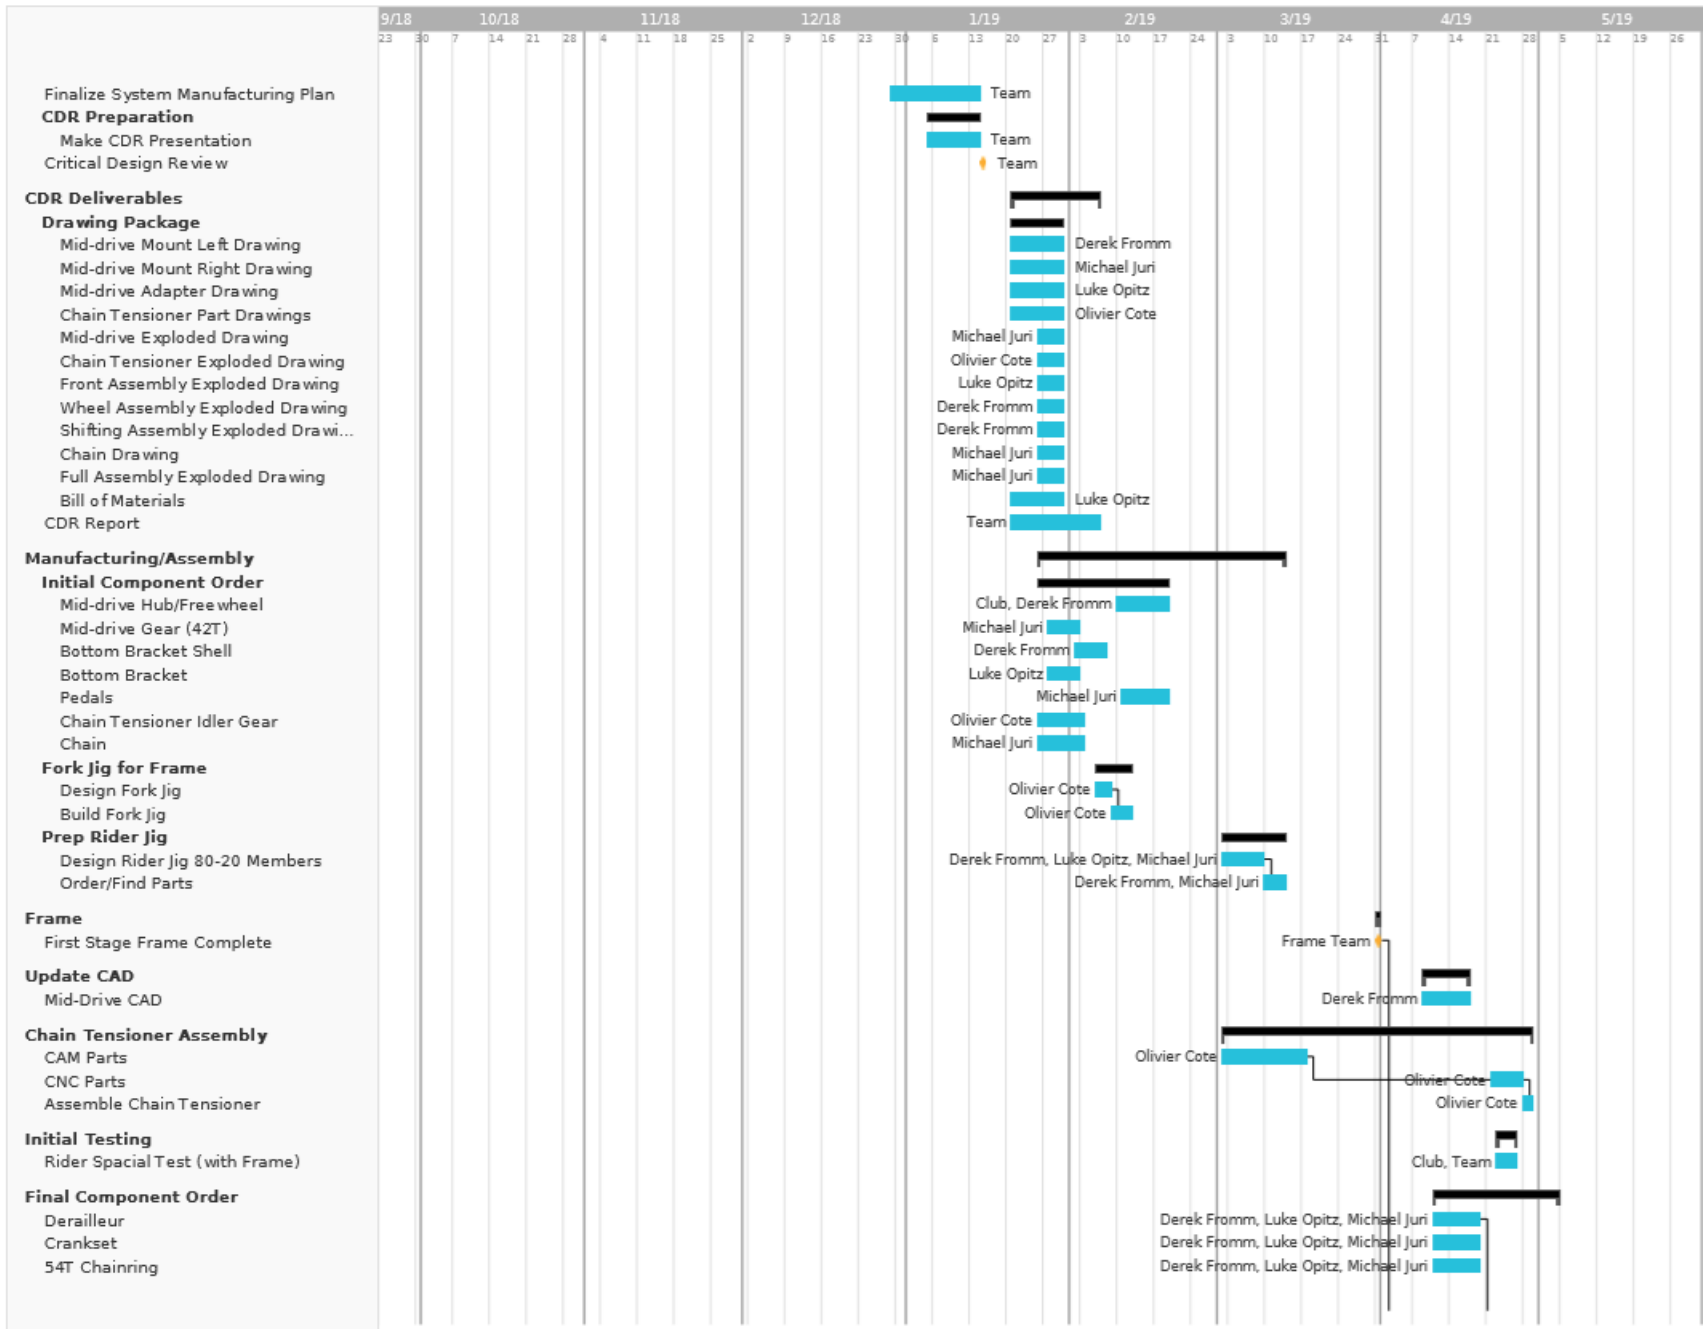 9/18 10/18 11/18 12/18 1/19 2/19 3/19 4/19 5/19
23 30 7 14 21 28 4 11 18 25 2 9 16 23 30 6 13 20 27 3 10 17 24 3 10 17 24 31 7 14 21 28 5 12 19 26
Finalize System Manufacturing Plan Team
CDR Preparation
Make CDR Presentation Team
Critical Design Review Team
CDR Deliverables
Drawing Package
Mid-drive Mount Left Drawing Derek Fromm
Mid-drive Mount Right Drawing Michael Juri
Mid-drive Adapter Drawing Luke Opitz
Chain Tensioner Part Drawings Olivier Cote
Mid-drive Exploded Drawing Michael Juri
Chain Tensioner Exploded Drawing Olivier Cote
Front Assembly Exploded Drawing Luke Opitz
Wheel Assembly Exploded Drawing Derek Fromm
Shifting Assembly Exploded Drawi... Derek Fromm
Chain Drawing Michael Juri
Full Assembly Exploded Drawing Michael Juri
Bill of Materials Luke Opitz
CDR Report Team
Manufacturing/Assembly
Initial Component Order
Mid-drive Hub/Freewheel Club, Derek Fromm
Mid-drive Gear (42T) Michael Juri
Bottom Bracket Shell Derek Fromm
Bottom Bracket Luke Opitz
Pedals Michael Juri
Chain Tensioner Idler Gear Olivier Cote
Chain Michael Juri
Fork Jig for Frame
Design Fork Jig Olivier Cote
Build Fork Jig Olivier Cote
Prep Rider Jig
Design Rider Jig 80-20 Members Derek Fromm, Luke Opitz, Michael Juri
Order/Find Parts Derek Fromm, Michael Juri
Frame
First Stage Frame Complete Frame Team
Update CAD
Mid-Drive CAD Derek Fromm
Chain Tensioner Assembly
CAM Parts Olivier Cote
CNC Parts Olivier Cote
Assemble Chain Tensioner Olivier Cote
Initial Testing
Rider Spacial Test (with Frame) Club, Team
Final Component Order
Derailleur Derek Fromm, Luke Opitz, Michael Juri
Crankset Derek Fromm, Luke Opitz, Michael Juri
54T Chainring Derek Fromm, Luke Opitz, Michael Juri